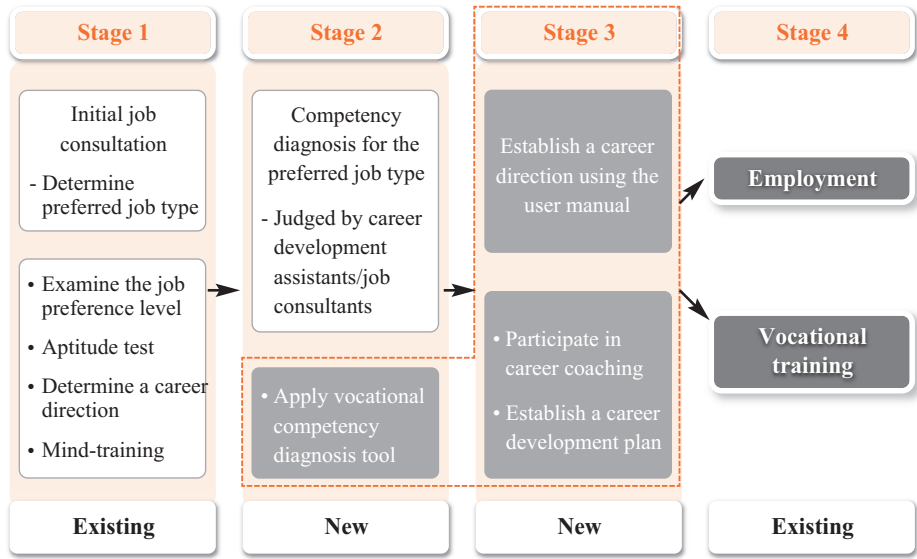 Stage 1
Stage 2
Stage 3
Stage 4
Initial job
consultation
- Determine
preferred job type
• Examine the job
preference level
• Aptitude test
• Determine a career
direction
• Mind-training
Competency
diagnosis for the
preferred job type
- Judged by career
development
assistants/job
consultants
• Apply vocational
competency
diagnosis tool
Establish a career
direction using the
user manual
• Participate in
career coaching
• Establish a career
development plan
Employment
Vocational
training
Existing
New
New
Existing